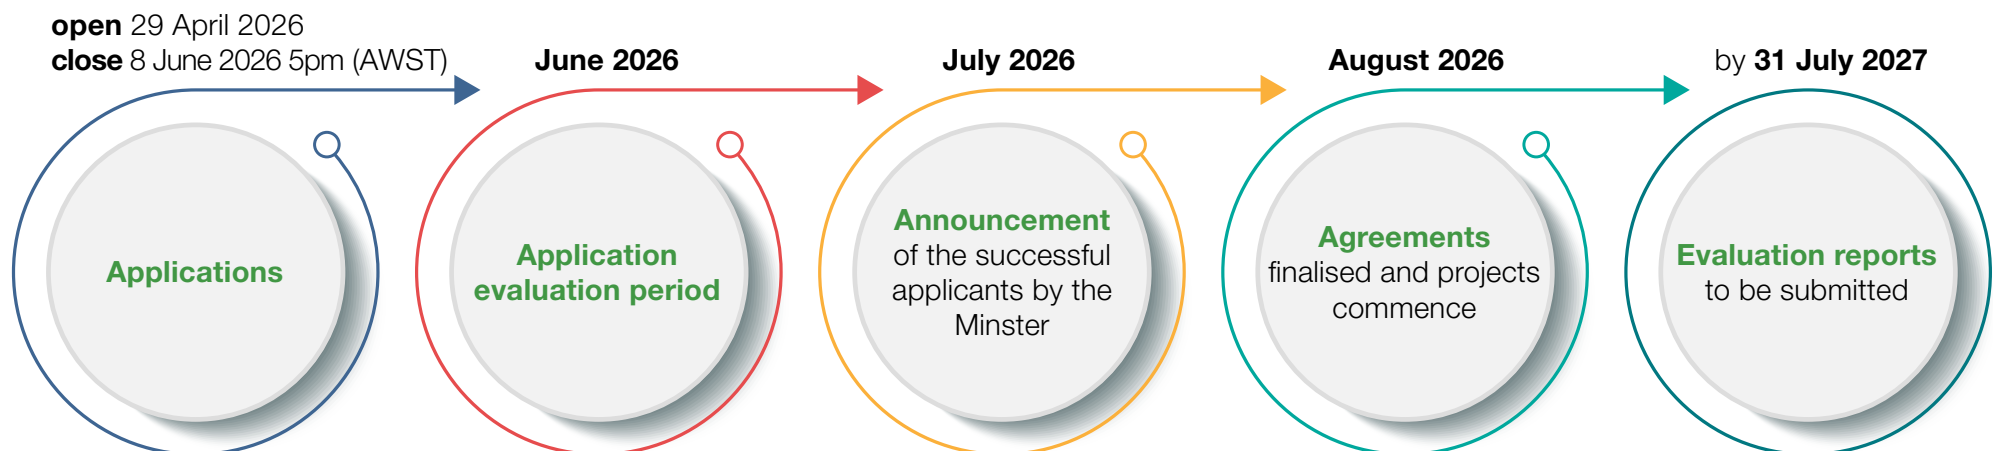 open 29 April 2026
close 8 June 2026 5pm (AWST)
Applications
June 2026
Application
evaluation period
July 2026
Announcement
of the successful
applicants by the
Minster
August 2026
Agreements
finalised and projects
commence
by 31 July 2027
Evaluation reports
to be submitted